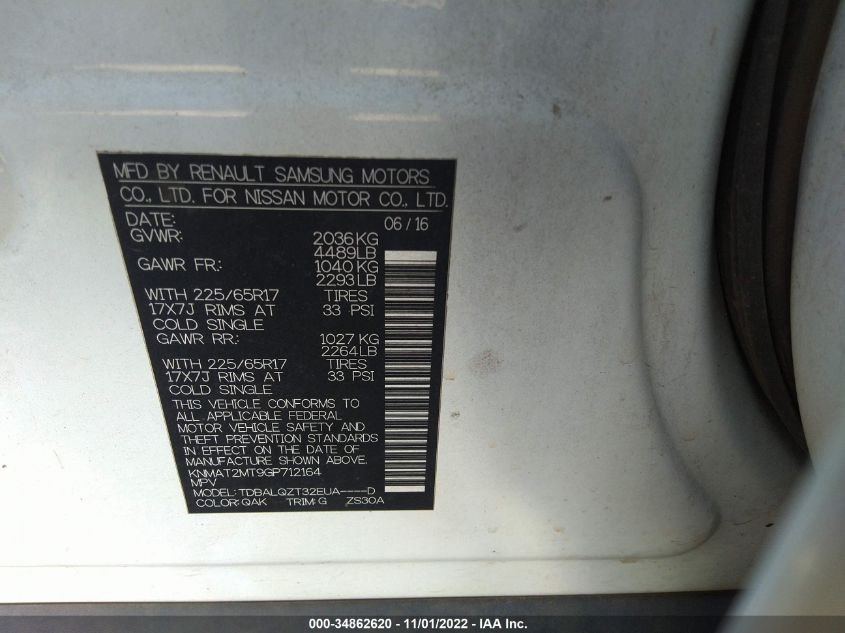 MFD BY RENAULT SAMSUNG MOTORS
CO., LTD. FOR NISSAN MOTOR CO., LTD.
DATE: 06/16
GVWR: 2036KG
4489LB
GAWR FR.: 1040KG
2293LB
WITH 225/65R17 TIRES
17X7J RIMS AT 33 PSI
COLD SINGLE
GAWR RR.: 1027 KG
2264LB
WITH 225/65R17 TIRES
17X7J RIMS AT 33 PSI
COLD SINGLE
THIS VEHICLE CONFORMS TO
ALL APPLICABLE FEDERAL
MOTOR VEHICLE SAFETY AND
THEFT PREVENTION STANDARDS
IN EFFECT ON THE DATE OF
MANUFACTURE SHOWN ABOVE.
KNMAT2MT9GP712164
MPV
MODEL: TDBALQZT32EUA----D
COLOR: QAK TRIM: G ZS30A
000-34862620 - 11/01/2022 - IAA Inc.